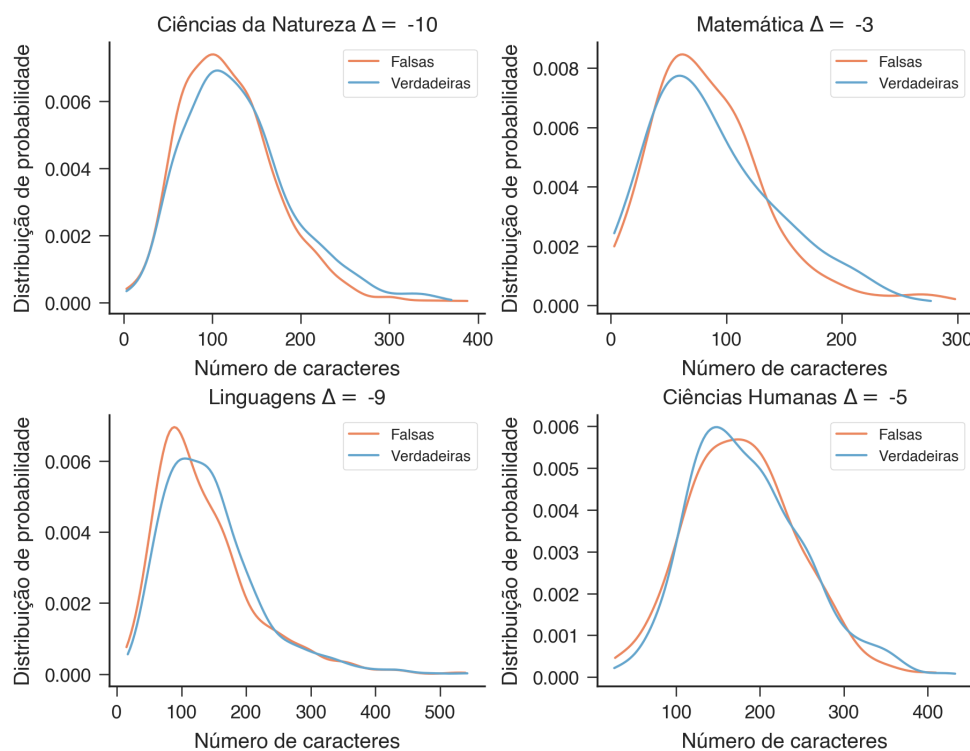 Ciências da Natureza Δ = -10
Distribuição de probabilidade
0.006
0.004
0.002
0.000
Falsas
Verdadeiras
0
100
200
300
400
Número de caracteres
Matemática Δ = -3
Distribuição de probabilidade
0.008
0.006
0.004
0.002
0.000
Falsas
Verdadeiras
0
100
200
300
Número de caracteres
Linguagens Δ = -9
Distribuição de probabilidade
0.006
0.004
0.002
0.000
Falsas
Verdadeiras
0
100
200
300
400
500
Número de caracteres
Ciências Humanas Δ = -5
Distribuição de probabilidade
0.006
0.005
0.004
0.003
0.002
0.001
0.000
Falsas
Verdadeiras
100
200
300
400
Número de caracteres